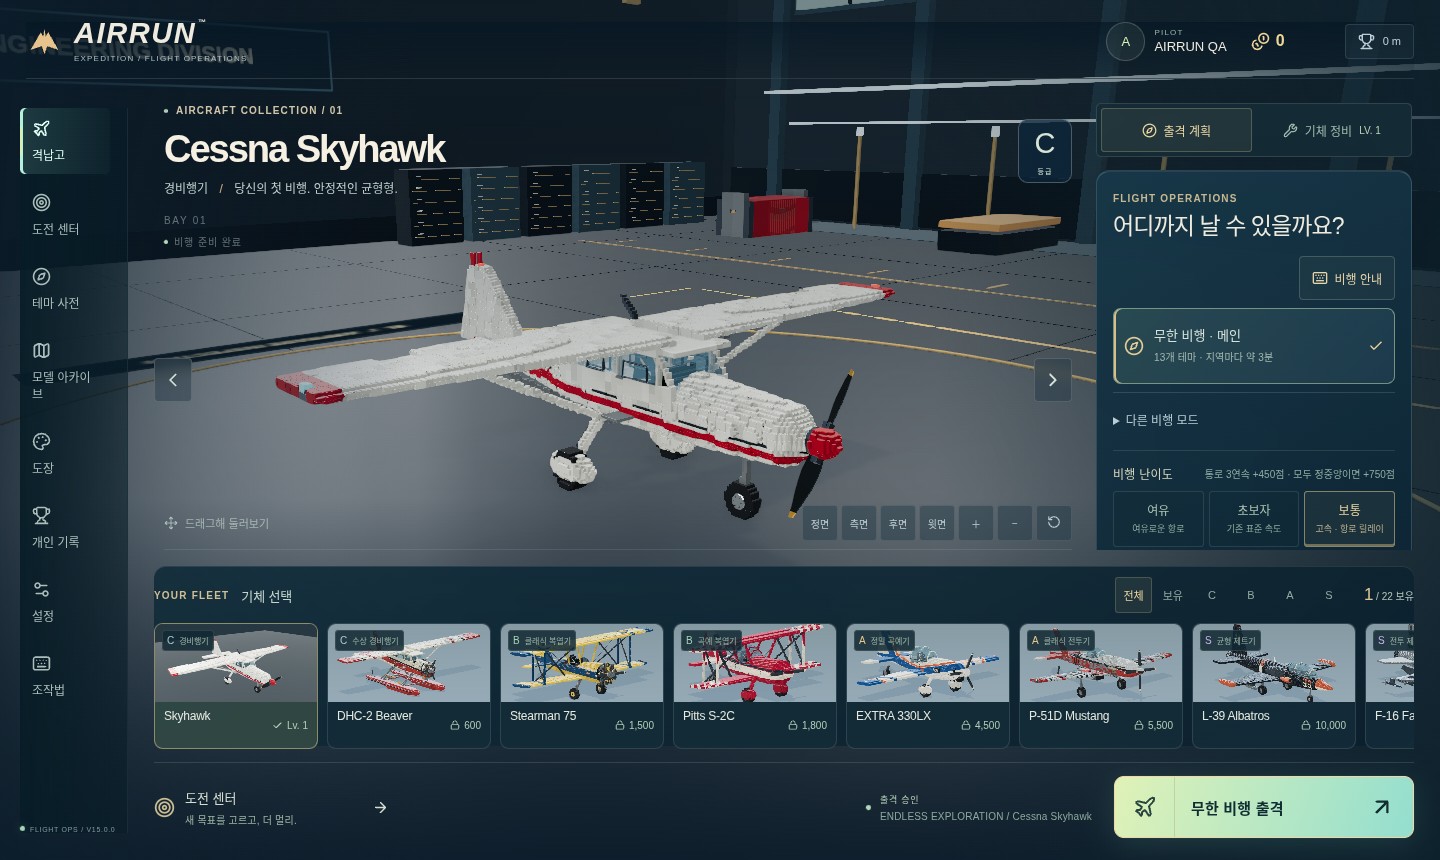 AIRRUN™
EXPEDITION / FLIGHT OPERATIONS
ENGINEERING DIVISION
A
PILOT
AIRRUN QA
0
0 m
격납고
도전 센터
테마 사전
모델 아카이
브
도장
개인 기록
설정
조작법
FLIGHT OPS / V15.0.0
AIRCRAFT COLLECTION / 01
Cessna Skyhawk
경비행기 / 당신의 첫 비행. 안정적인 균형형.
BAY 01
비행 준비 완료
C
등급
드래그해 둘러보기
정면
측면
후면
윗면
+
−
출격 계획
기체 정비 LV. 1
FLIGHT OPERATIONS
어디까지 날 수 있을까요?
비행 안내
무한 비행 · 메인
13개 테마 · 지역마다 약 3분
▶ 다른 비행 모드
비행 난이도
통로 3연속 +450점 · 모두 정중앙이면 +750점
여유
여유로운 항로
초보자
기존 표준 속도
보통
고속 · 항로 릴레이
YOUR FLEET 기체 선택
전체 보유 C B A S 1 / 22 보유
C 경비행기
Skyhawk
Lv. 1
C 수상 경비행기
DHC-2 Beaver
600
B 클래식 복엽기
Stearman 75
1,500
B 곡예 복엽기
Pitts S-2C
1,800
A 정밀 곡예기
EXTRA 330LX
4,500
A 클래식 전투기
P-51D Mustang
5,500
S 균형 제트기
L-39 Albatros
10,000
S 전투 제
F-16 Fa
도전 센터
새 목표를 고르고, 더 멀리.
출격 승인
ENDLESS EXPLORATION / Cessna Skyhawk
무한 비행 출격